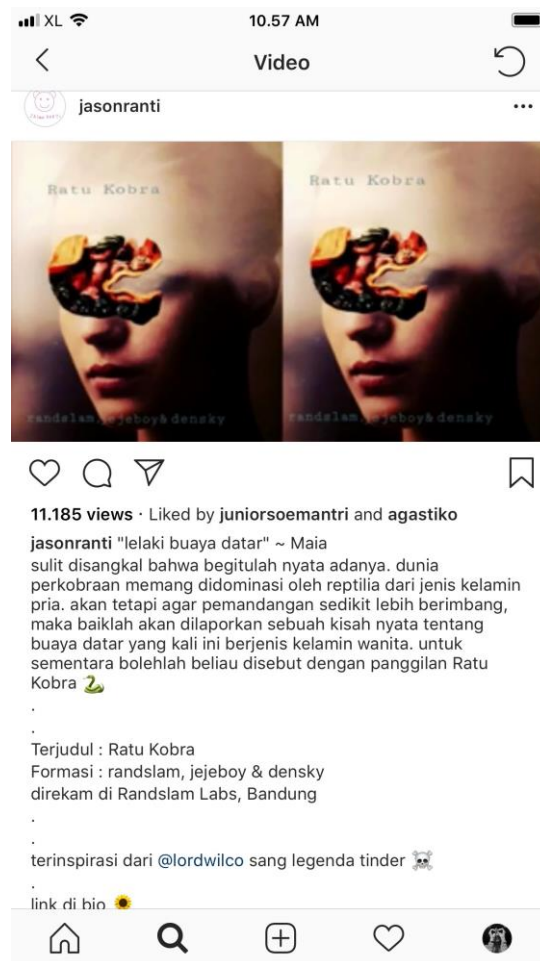 XL 10.57 AM
Video
jasonranti
Ratu Kobra Ratu Kobra
randslam, jejeboy & densky randslam, jejeboy & densky
11.185 views · Liked by juniorsoemantri and agastiko
jasonranti "lelaki buaya datar" ~ Maia
sulit disangkal bahwa begitulah nyata adanya. dunia
perkobraan memang didominasi oleh reptilia dari jenis kelamin
pria. akan tetapi agar pemandangan sedikit lebih berimbang,
maka baiklah akan dilaporkan sebuah kisah nyata tentang
buaya datar yang kali ini berjenis kelamin wanita. untuk
sementara bolehlah beliau disebut dengan panggilan Ratu
Kobra 🐍
.
.
Terjudul : Ratu Kobra
Formasi : randslam, jejeboy & densky
direkam di Randslam Labs, Bandung
.
.
terinspirasi dari @lordwilco sang legenda tinder ☠️
.
link di bio 🌻